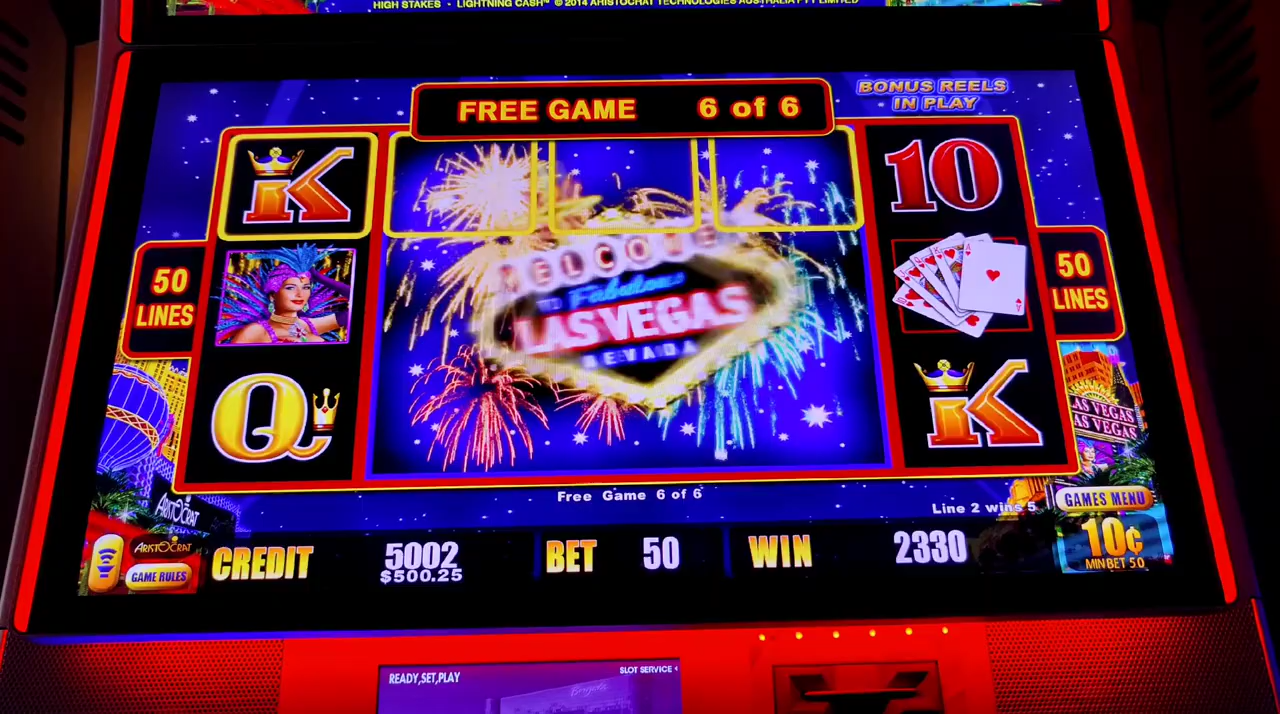 HIGH STAKES - LIGHTNING CASH™ © 2014 ARISTOCRAT TECHNOLOGIES AUSTRALIA PTY LIMITED
FREE GAME 6 of 6
BONUS REELS
IN PLAY
K
10
50
LINES
WELCOME
TO Fabulous
LAS VEGAS
NEVADA
A
50
LINES
Q
K
LAS VEGAS
LAS VEGAS
ARISTOCRAT
Free Game 6 of 6
Line 2 wins 5
GAMES MENU
ARISTOCRAT
GAME RULES
CREDIT 5002
$500.25
BET 50
WIN 2330
10¢
MIN BET 50
READY,SET,PLAY
SLOT SERVICE